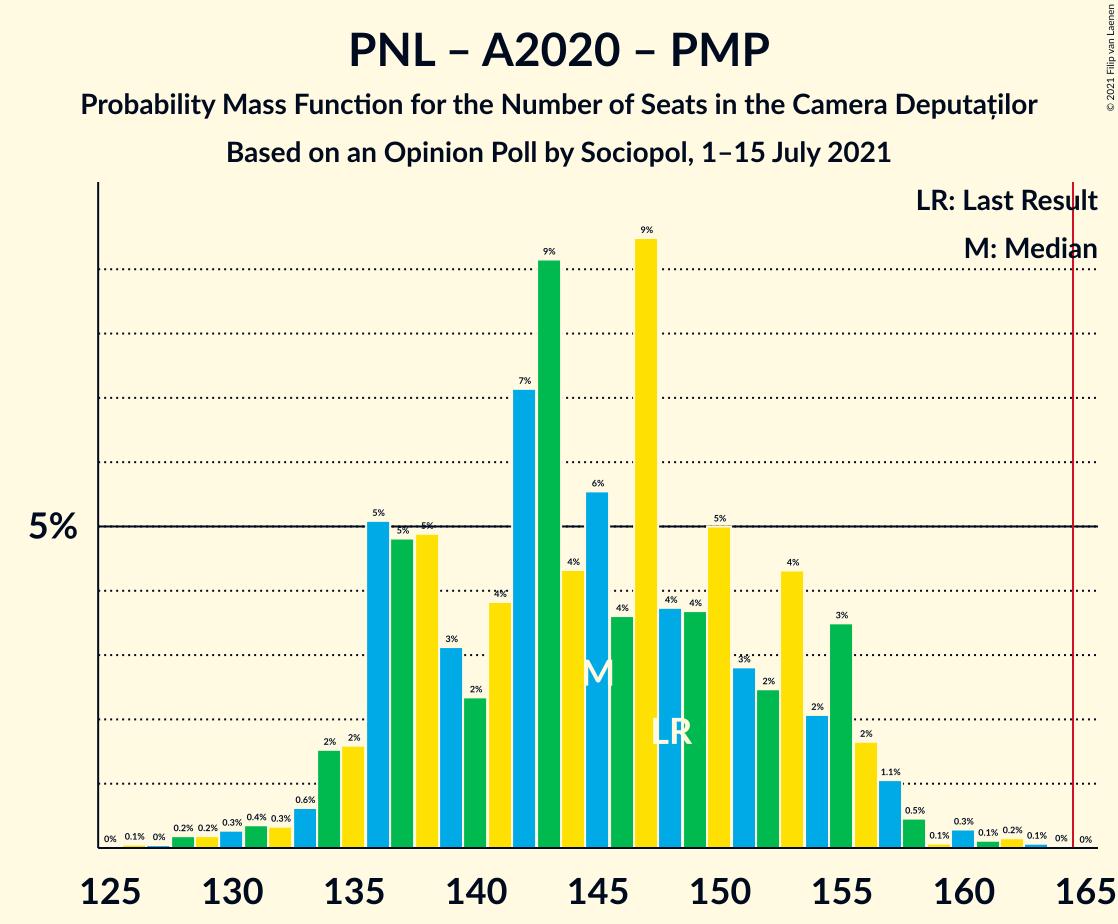 PNL – A2020 – PMP
Probability Mass Function for the Number of Seats in the Camera Deputaților
Based on an Opinion Poll by Sociopol, 1–15 July 2021
© 2021 Filip van Laenen
LR: Last Result
M: Median
5%
0% 0.1% 0% 0.2% 0.2% 0.3% 0.4% 0.3% 0.6% 2% 2% 5% 5% 5% 3% 2% 4% 7% 9% 4% 6% 4% 9% 4% 4% 5% 3% 2% 4% 2% 3% 2% 1.1% 0.5% 0.1% 0.3% 0.1% 0.2% 0.1% 0% 0%
M
LR
125 130 135 140 145 150 155 160 165